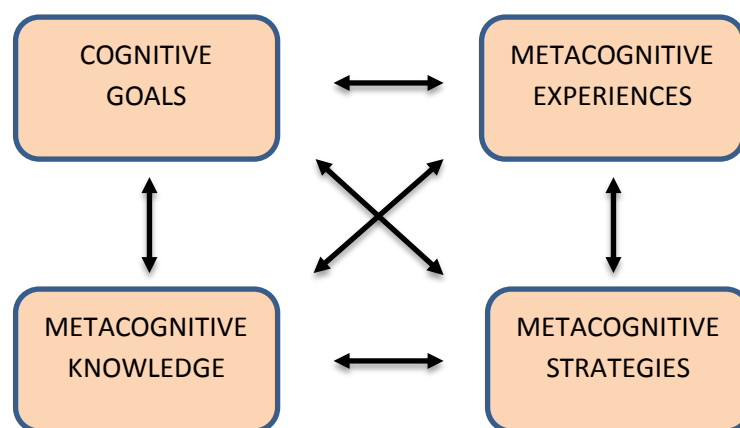 COGNITIVE
GOALS
METACOGNITIVE
EXPERIENCES
METACOGNITIVE
KNOWLEDGE
METACOGNITIVE
STRATEGIES